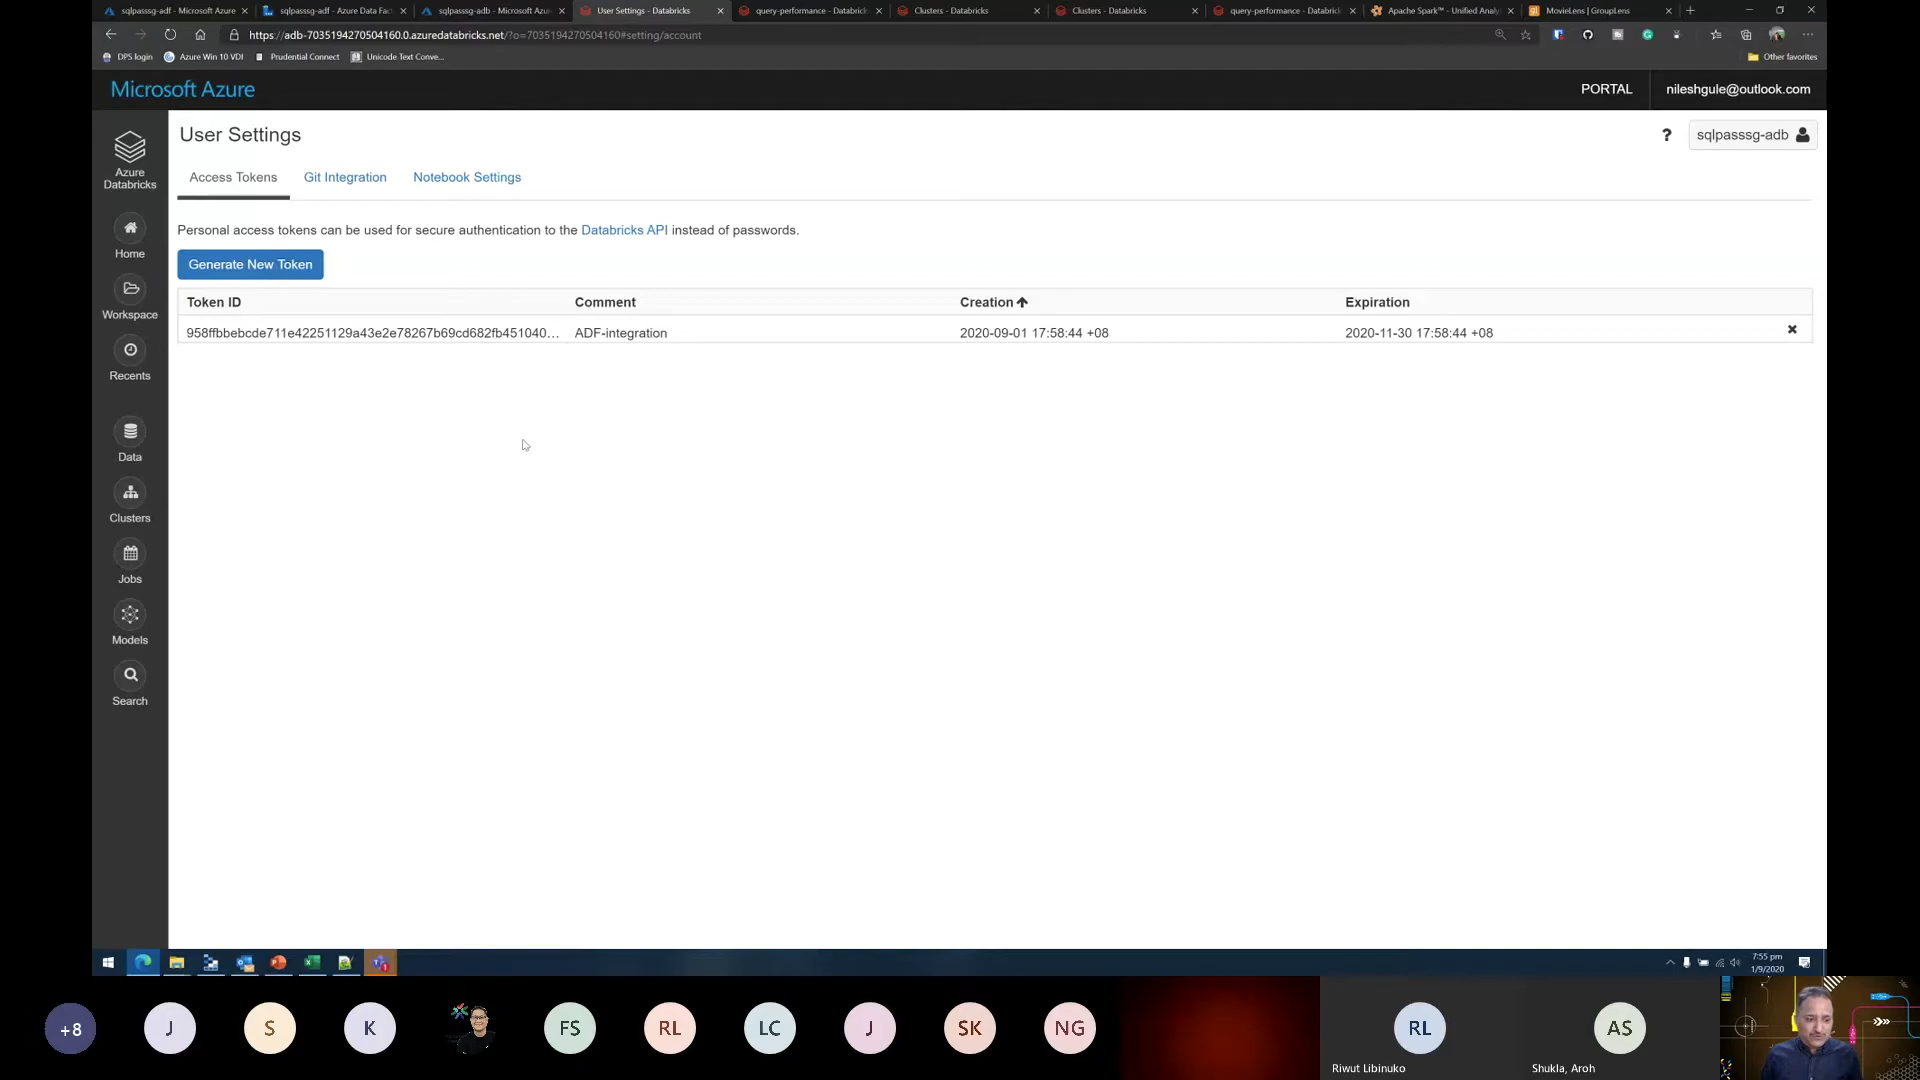 sqlpasssg-adf - Microsoft Azure
sqlpasssg-adf - Azure Data Fac
sqlpasssg-adb - Microsoft Azu
User Settings - Databricks
query-performance - Databrick
Clusters - Databricks
Clusters - Databricks
query-performance - Databrick
Apache Spark™ - Unified Analy
MovieLens | GroupLens
https://adb-7035194270504160.0.azuredatabricks.net/?o=7035194270504160#setting/account
DPS login
Azure Win 10 VDI
Prudential Connect
Unicode Text Conve...
Other favorites
Microsoft Azure
PORTAL
nileshgule@outlook.com
Azure
Databricks
Home
Workspace
Recents
Data
Clusters
Jobs
Models
Search
User Settings
?
sqlpasssg-adb
Access Tokens
Git Integration
Notebook Settings
Personal access tokens can be used for secure authentication to the Databricks API instead of passwords.
Generate New Token
Token ID
Comment
Creation
Expiration
958ffbbebcde711e42251129a43e2e78267b69cd682fb451040...
ADF-integration
2020-09-01 17:58:44 +08
2020-11-30 17:58:44 +08
7:55 pm
1/9/2020
+8
J
S
K
FS
RL
LC
J
SK
NG
RL
Riwut Libinuko
AS
Shukla, Aroh